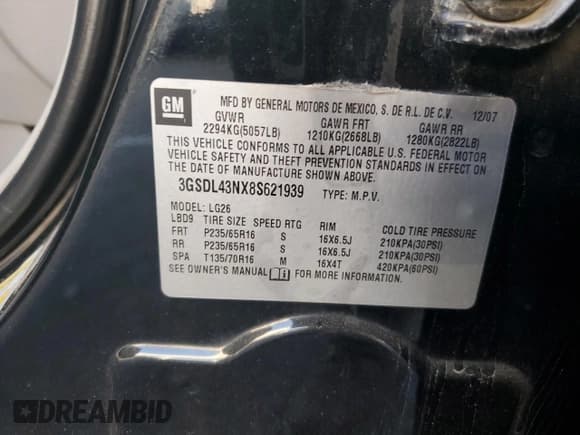 GM
MFD BY GENERAL MOTORS DE MEXICO, S. DE R.L. DE C.V. 12/07
GVWR GAWR FRT GAWR RR
2294KG(5057LB) 1210KG(2668LB) 1280KG(2822LB)
THIS VEHICLE CONFORMS TO ALL APPLICABLE U.S. FEDERAL MOTOR
VEHICLE SAFETY AND THEFT PREVENTION STANDARDS IN EFFECT ON
THE DATE OF MANUFACTURE SHOWN ABOVE.
3GSDL43NX8S621939 TYPE: M.P.V.
MODEL: LG26
LBD9 TIRE SIZE SPEED RTG RIM COLD TIRE PRESSURE
FRT P235/65R16 S 16X6.5J 210KPA(30PSI)
RR P235/65R16 S 16X6.5J 210KPA(30PSI)
SPA T135/70R16 M 16X4T 420KPA(60PSI)
SEE OWNER'S MANUAL FOR MORE INFORMATION.
DREAMBID